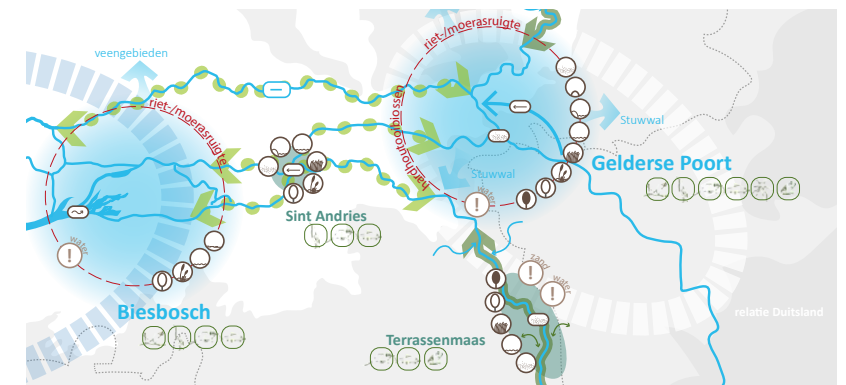 veengebieden
riet-/moerasruigte
riet-/moerasruigte
hardhoutooibossen
Stuwwal
Stuwwal
Gelderse Poort
water
!
Sint Andries
water
!
zand
water
!
!
Biesbosch
relatie Duitsland
Terrassenmaas